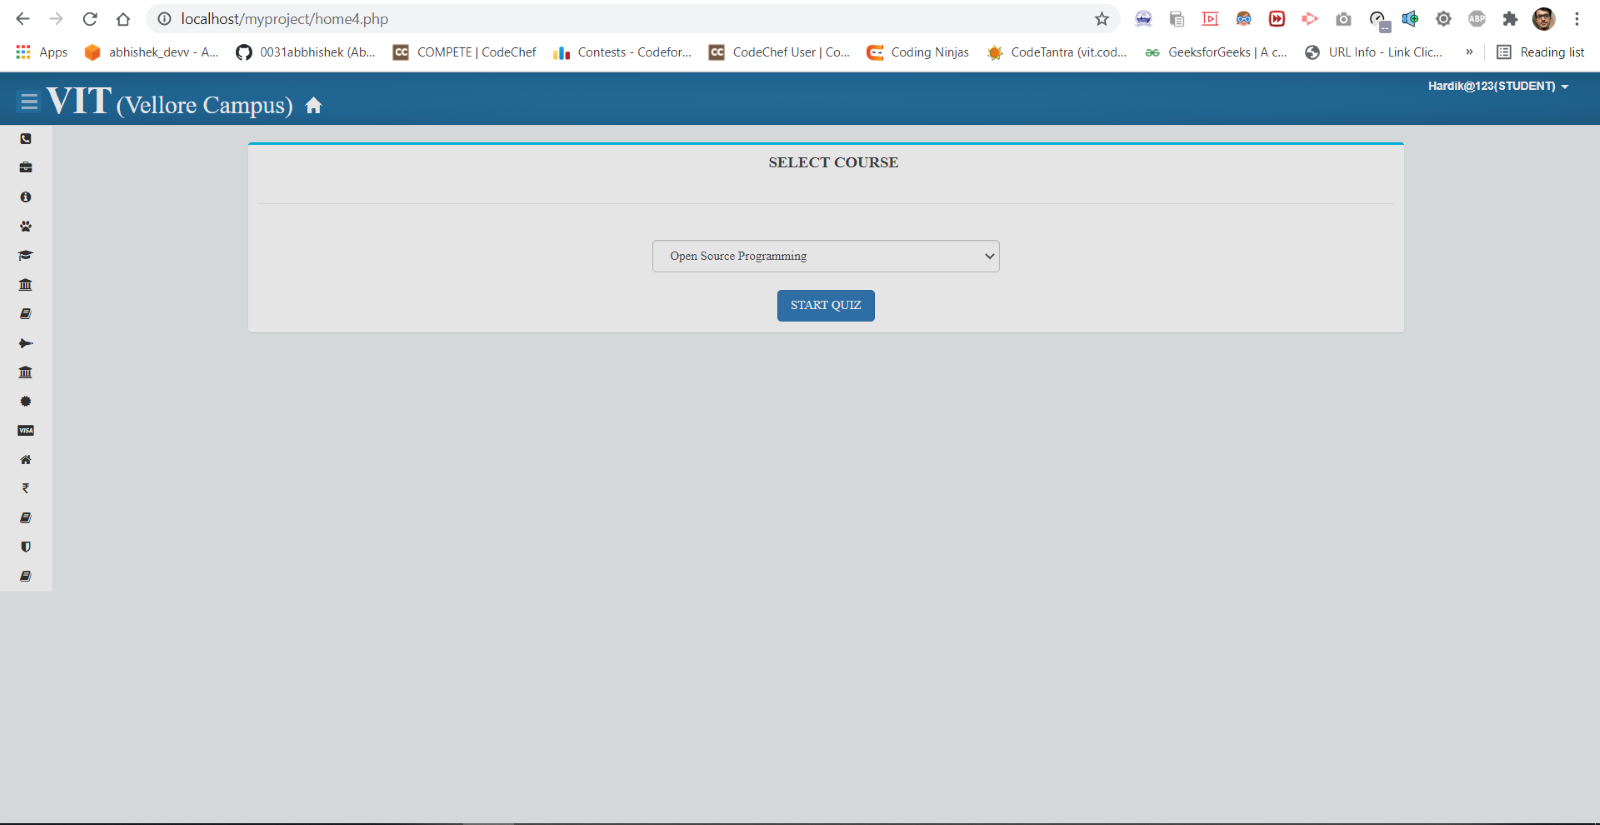 localhost/myproject/home4.php
Apps abhishek_devv - A... 0031abbhishek (Ab... COMPETE | CodeChef Contests - Codefor... CodeChef User | Co... Coding Ninjas CodeTantra (vit.cod... GeeksforGeeks | A c... URL Info - Link Clic... » Reading list
VIT (Vellore Campus)
Hardik@123(STUDENT)
SELECT COURSE
Open Source Programming
START QUIZ
VISA
₹
ABP